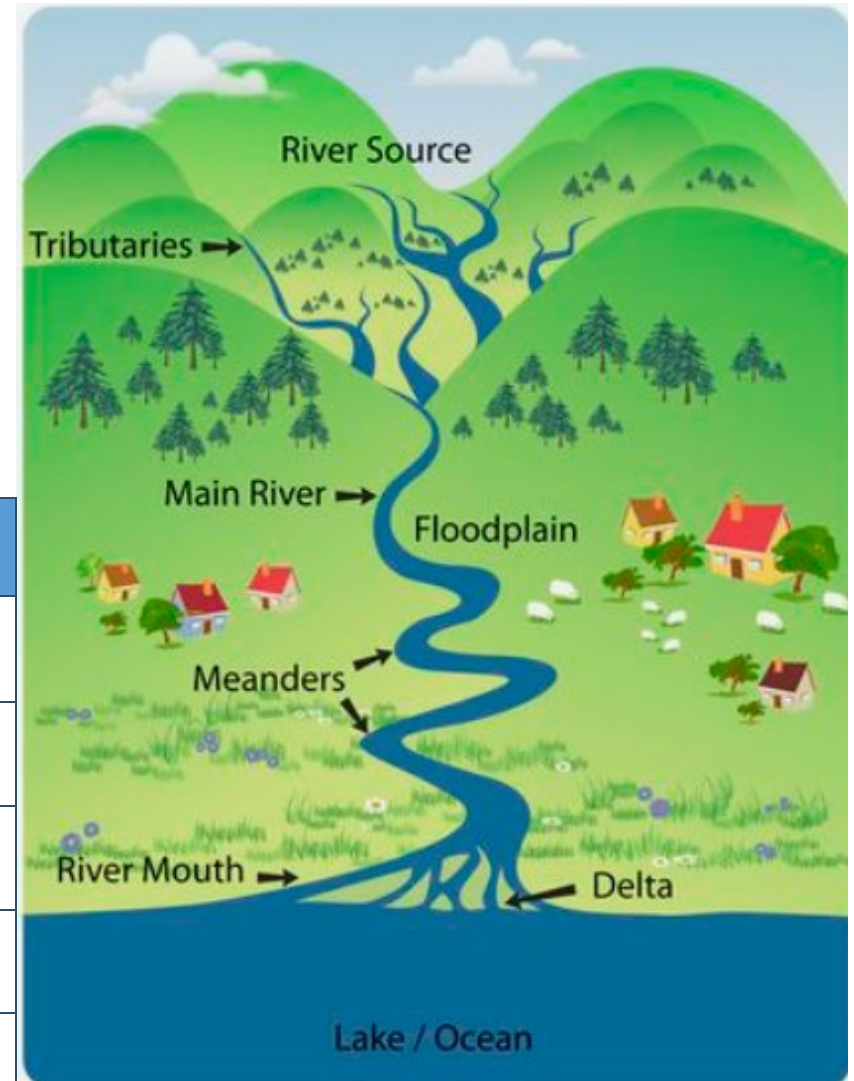 River Source
Tributaries
Main River
Floodplain
Meanders
River Mouth
Delta
Lake / Ocean